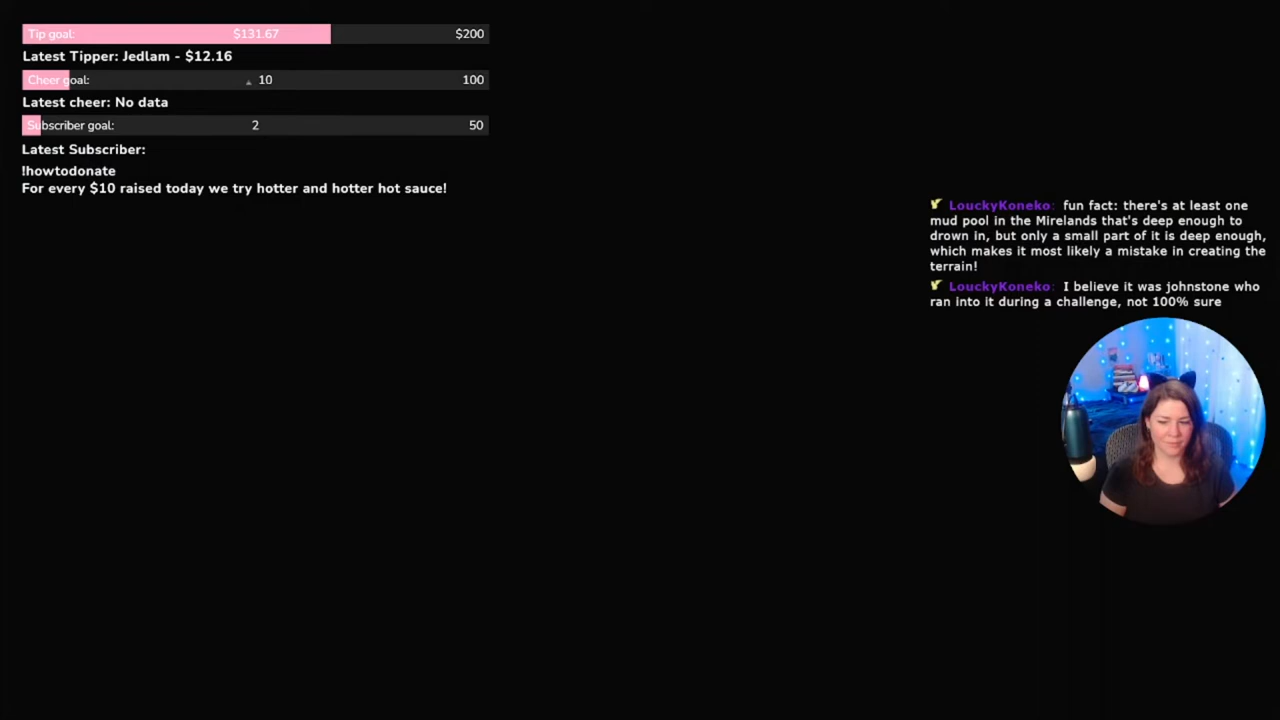 Tip goal: $131.67 $200
Latest Tipper: Jedlam - $12.16
Cheer goal: 10 100
Latest cheer: No data
Subscriber goal: 2 50
Latest Subscriber:
!howtodonate
For every $10 raised today we try hotter and hotter hot sauce!
LouckyKoneko: fun fact: there's at least one
mud pool in the Mirelands that's deep enough to
drown in, but only a small part of it is deep enough,
which makes it most likely a mistake in creating the
terrain!
LouckyKoneko: I believe it was johnstone who
ran into it during a challenge, not 100% sure